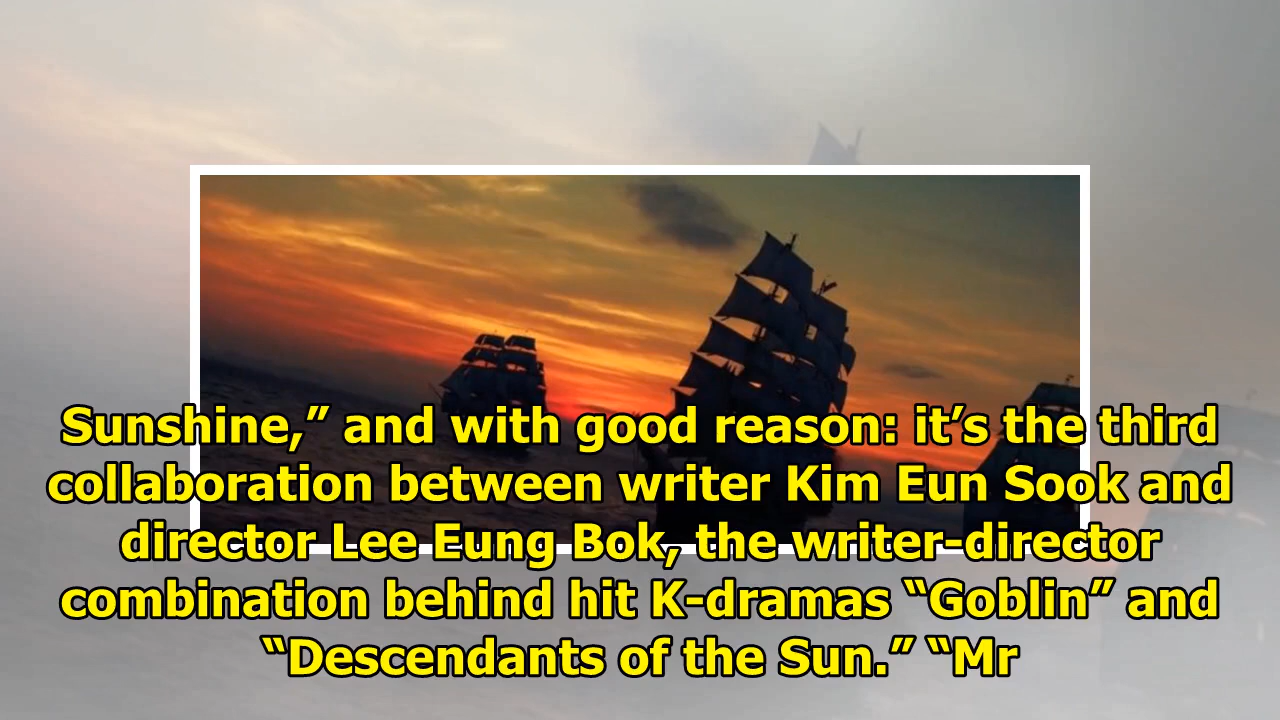 Sunshine,” and with good reason: it’s the third
collaboration between writer Kim Eun Sook and
director Lee Eung Bok, the writer-director
combination behind hit K-dramas “Goblin” and
“Descendants of the Sun.” “Mr